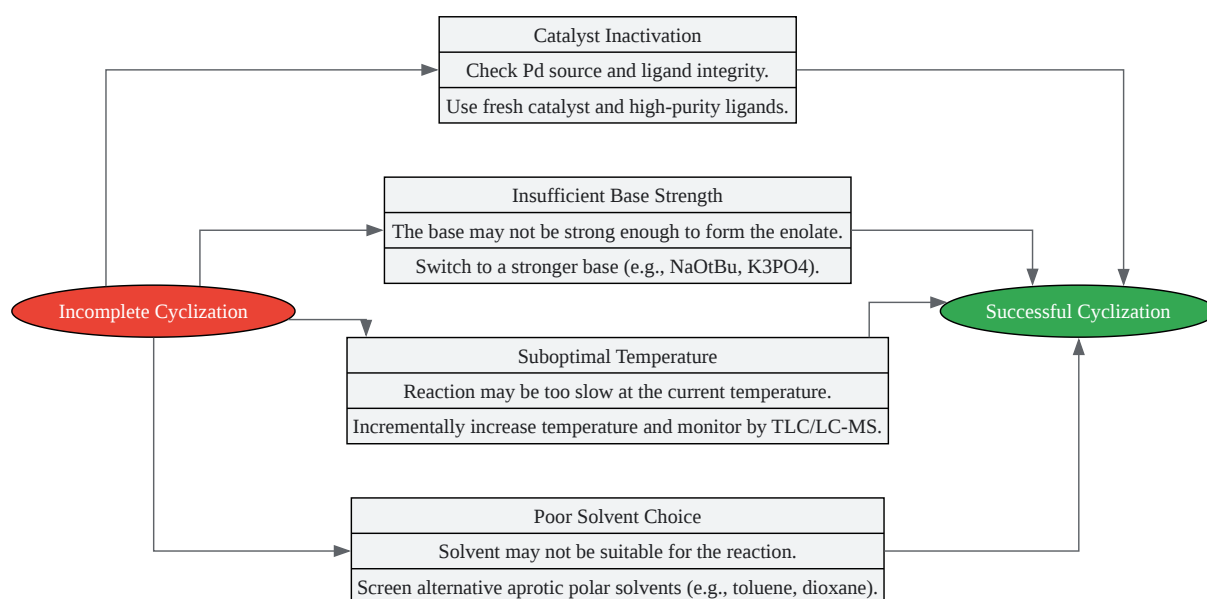 Catalyst Inactivation
Check Pd source and ligand integrity.
Use fresh catalyst and high-purity ligands.
Insufficient Base Strength
The base may not be strong enough to form the enolate.
Switch to a stronger base (e.g., NaOtBu, K3PO4).
Incomplete Cyclization
Successful Cyclization
Suboptimal Temperature
Reaction may be too slow at the current temperature.
Incrementally increase temperature and monitor by TLC/LC-MS.
Poor Solvent Choice
Solvent may not be suitable for the reaction.
Screen alternative aprotic polar solvents (e.g., toluene, dioxane).